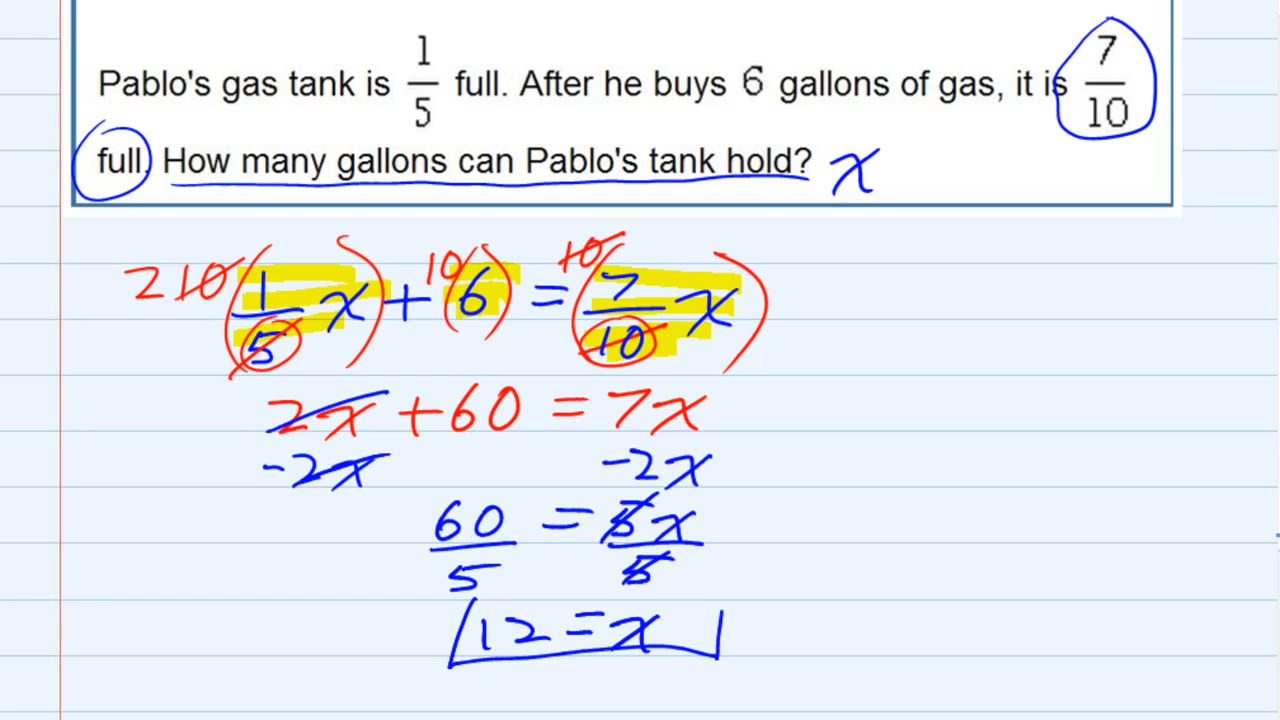 Pablo's gas tank is 1/5 full. After he buys 6 gallons of gas, it is 7/10
full. How many gallons can Pablo's tank hold? x
2 10(1/5 x) + 10(6) = 10(7/10 x)
2x + 60 = 7x
-2x -2x
60/5 = 5x/5
12 = x